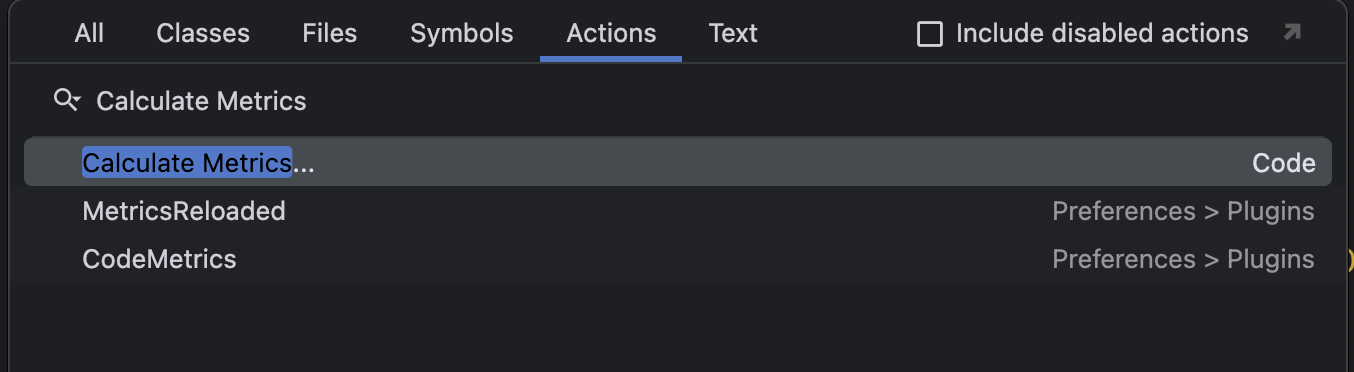 All Classes Files Symbols Actions Text Include disabled actions
Calculate Metrics
Calculate Metrics... Code
MetricsReloaded Preferences > Plugins
CodeMetrics Preferences > Plugins